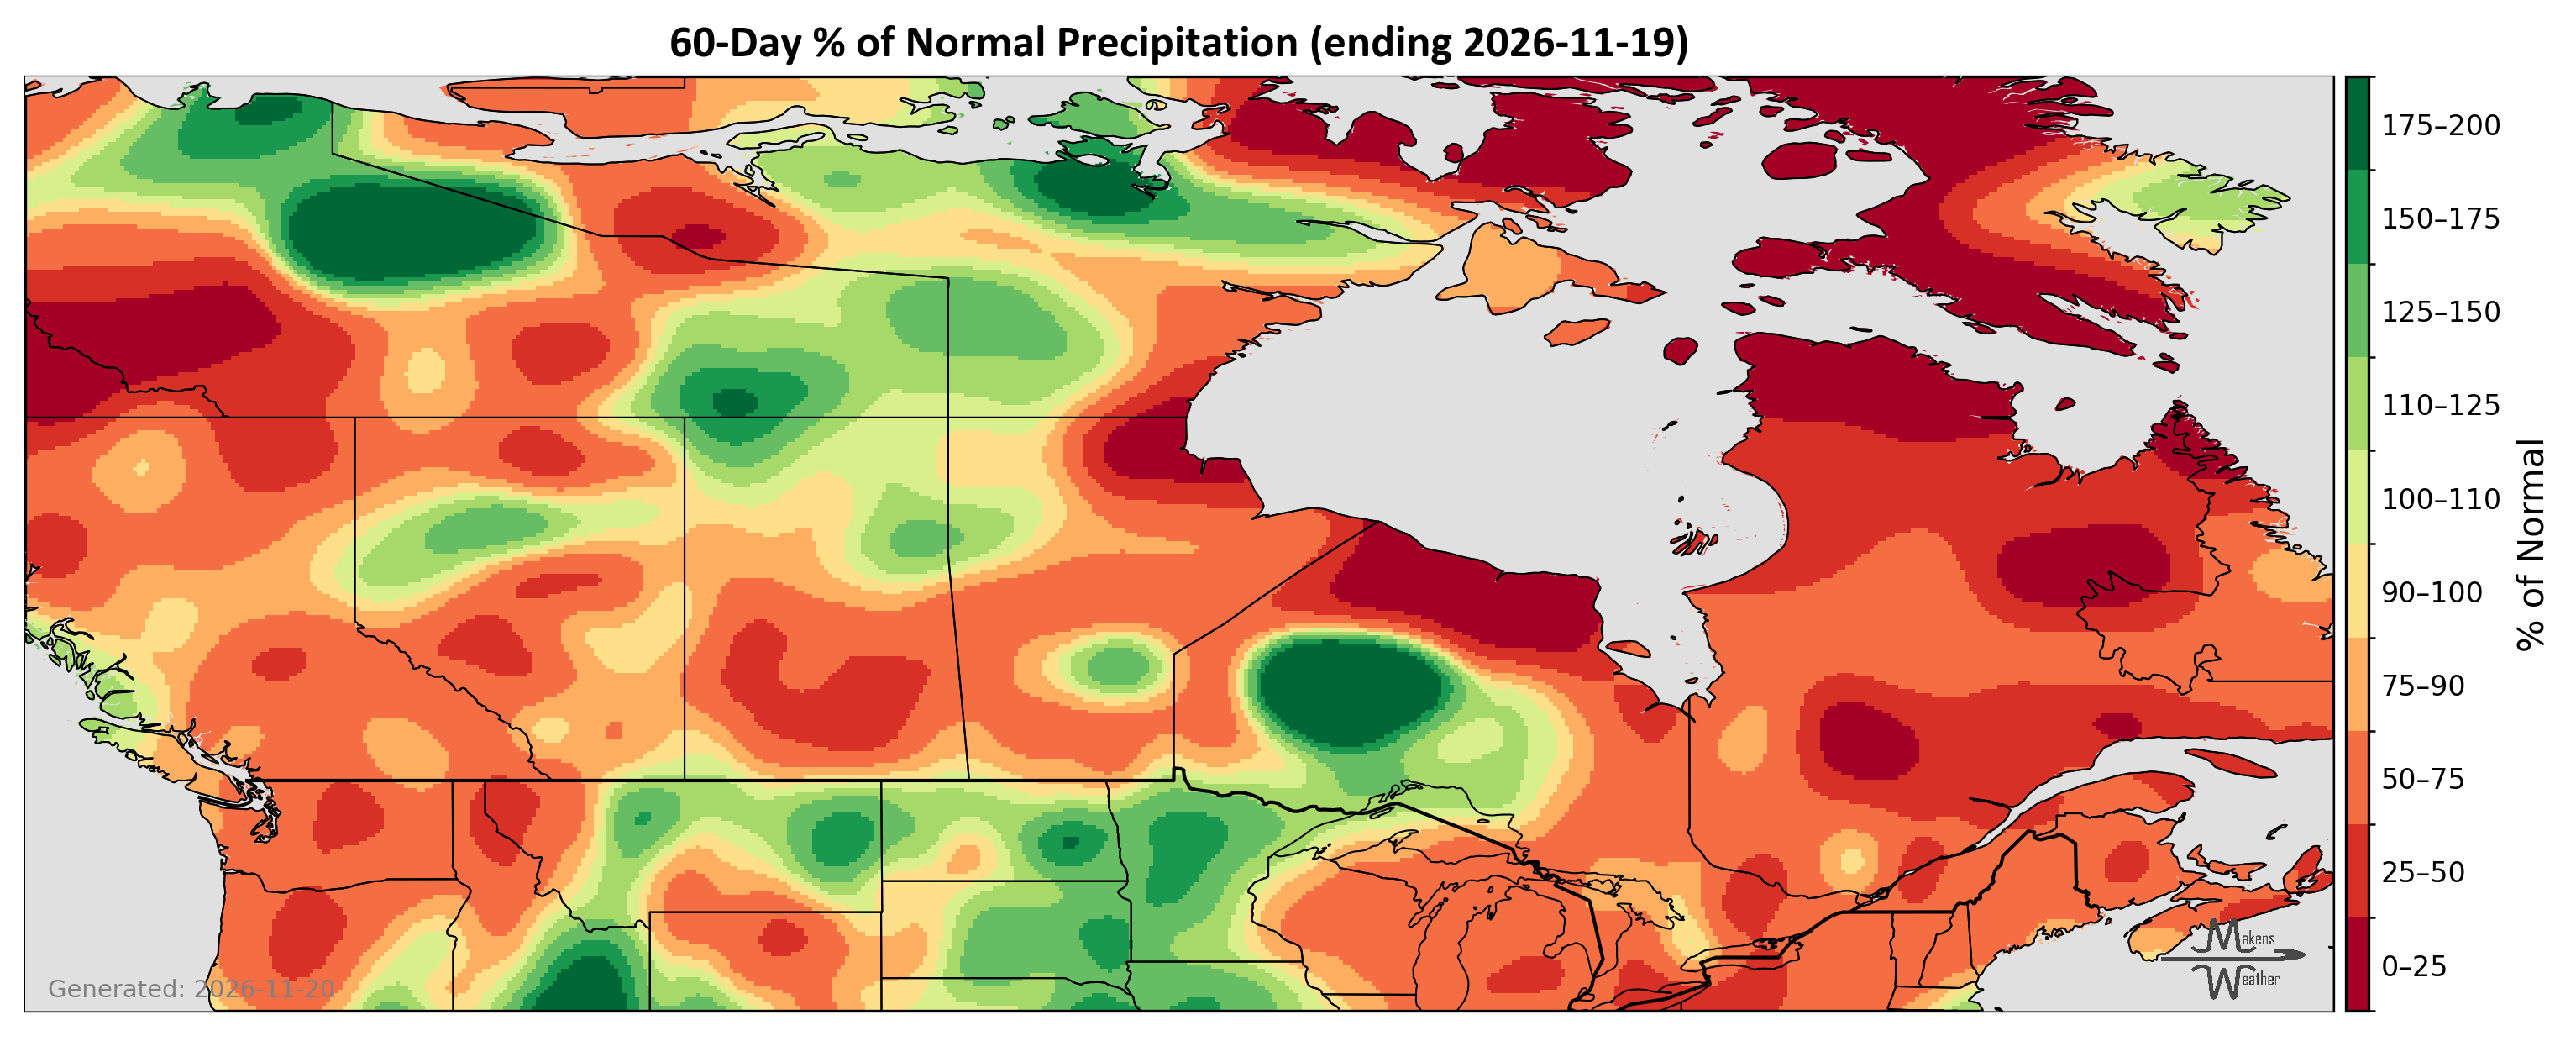 60-Day % of Normal Precipitation (ending 2026-11-19)
175–200
150–175
125–150
110–125
100–110
90–100
75–90
50–75
25–50
0–25
% of Normal
Generated: 2026-11-20
Makens
Weather